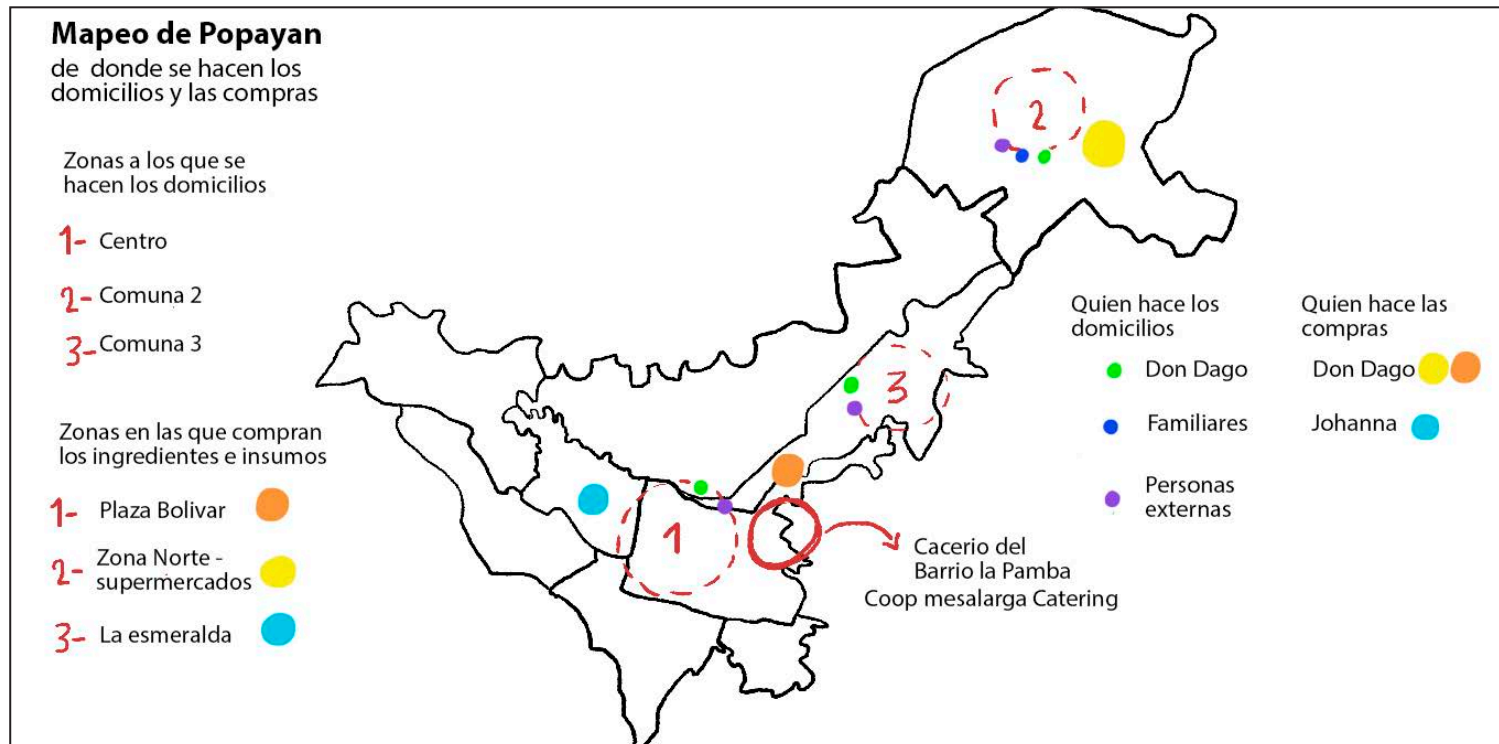 Mapeo de Popayan
de donde se hacen los
domicilios y las compras
Zonas a los que se
hacen los domicilios
1- Centro
2- Comuna 2
3- Comuna 3
Zonas en las que compran
los ingredientes e insumos
1- Plaza Bolivar
2- Zona Norte -
supermercados
3- La esmeralda
2
3
1
Cacerio del
Barrio la Pamba
Coop mesalarga Catering
Quien hace los
domicilios
Don Dago
Familiares
Personas
externas
Quien hace las
compras
Don Dago
Johanna